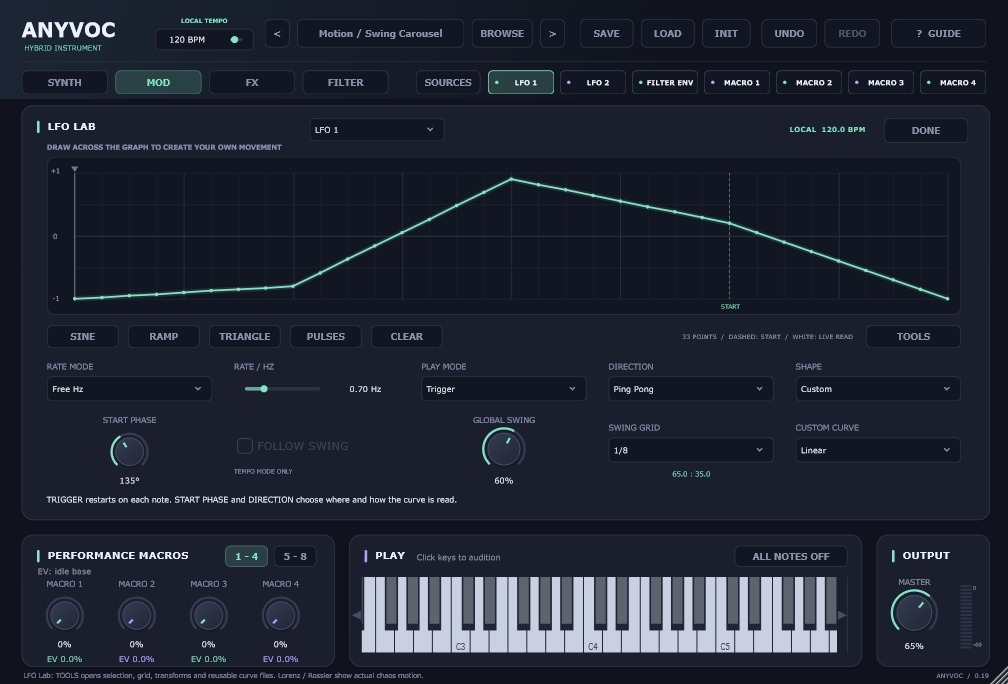 ANYVOC
HYBRID INSTRUMENT
LOCAL TEMPO
120 BPM
< Motion / Swing Carousel BROWSE > SAVE LOAD INIT UNDO REDO ? GUIDE
SYNTH MOD FX FILTER SOURCES LFO 1 LFO 2 FILTER ENV MACRO 1 MACRO 2 MACRO 3 MACRO 4
LFO LAB
LFO 1
LOCAL 120.0 BPM
DONE
DRAW ACROSS THE GRAPH TO CREATE YOUR OWN MOVEMENT
+1
0
-1
START
SINE RAMP TRIANGLE PULSES CLEAR
33 POINTS / DASHED: START / WHITE: LIVE READ
TOOLS
RATE MODE RATE / HZ PLAY MODE DIRECTION SHAPE
Free Hz 0.70 Hz Trigger Ping Pong Custom
START PHASE
135°
FOLLOW SWING
TEMPO MODE ONLY
GLOBAL SWING
60%
SWING GRID
1/8
65.0 : 35.0
CUSTOM CURVE
Linear
TRIGGER restarts on each note. START PHASE and DIRECTION choose where and how the curve is read.
PERFORMANCE MACROS
1 - 4 5 - 8
EV: idle base
MACRO 1 MACRO 2 MACRO 3 MACRO 4
0% 0% 0% 0%
EV 0.0% EV 0.0% EV 0.0% EV 0.0%
PLAY Click keys to audition
ALL NOTES OFF
C3 C4 C5
OUTPUT
MASTER
65%
0
-60
LFO Lab: TOOLS opens selection, grid, transforms and reusable curve files. Lorenz / Rossler show actual chaos motion.
ANYVOC / 0.19